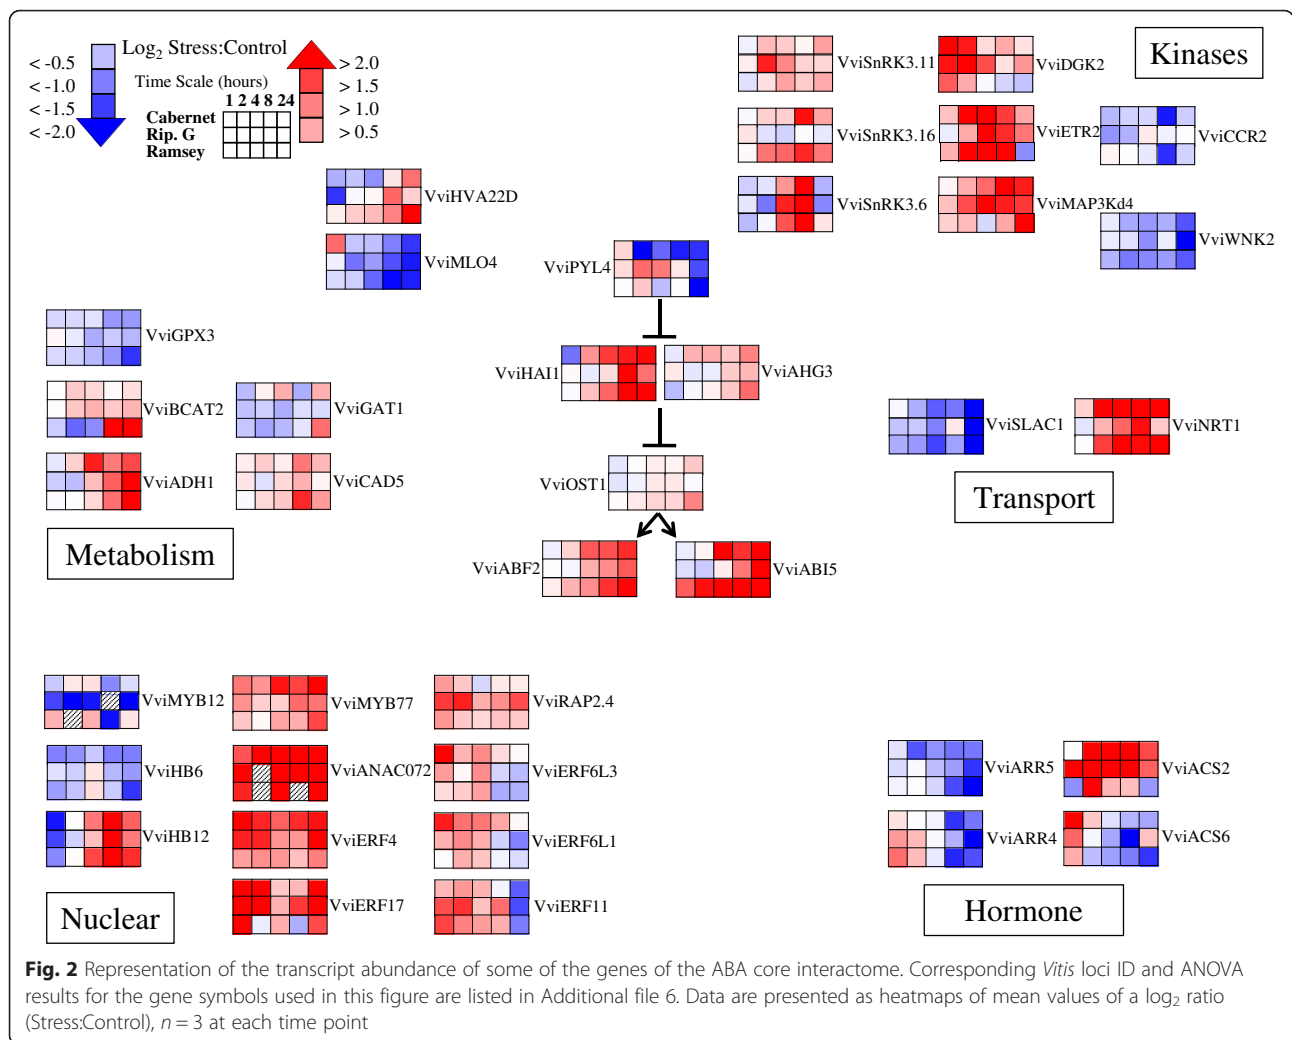 Log2 Stress:Control
Time Scale (hours)
< -0.5
< -1.0
< -1.5
< -2.0
> 2.0
> 1.5
> 1.0
> 0.5
1 2 4 8 24
Cabernet
Rip. G
Ramsey
Kinases
VviSnRK3.11
VviDGK2
VviSnRK3.16
VviETR2
VviCCR2
VviSnRK3.6
VviMAP3Kd4
VviWNK2
VviHVA22D
VviMLO4
VviPYL4
VviGPX3
VviHAI1
VviAHG3
VviBCAT2
VviGAT1
VviSLAC1
VviNRT1
VviADH1
VviCAD5
VviOST1
Transport
Metabolism
VviABF2
VviABI5
VviMYB12
VviMYB77
VviRAP2.4
VviHB6
VviANAC072
VviERF6L3
VviARR5
VviACS2
VviHB12
VviERF4
VviERF6L1
VviARR4
VviACS6
Nuclear
VviERF17
VviERF11
Hormone
Fig. 2 Representation of the transcript abundance of some of the genes of the ABA core interactome. Corresponding Vitis loci ID and ANOVA
results for the gene symbols used in this figure are listed in Additional file 6. Data are presented as heatmaps of mean values of a log2 ratio
(Stress:Control), n = 3 at each time point